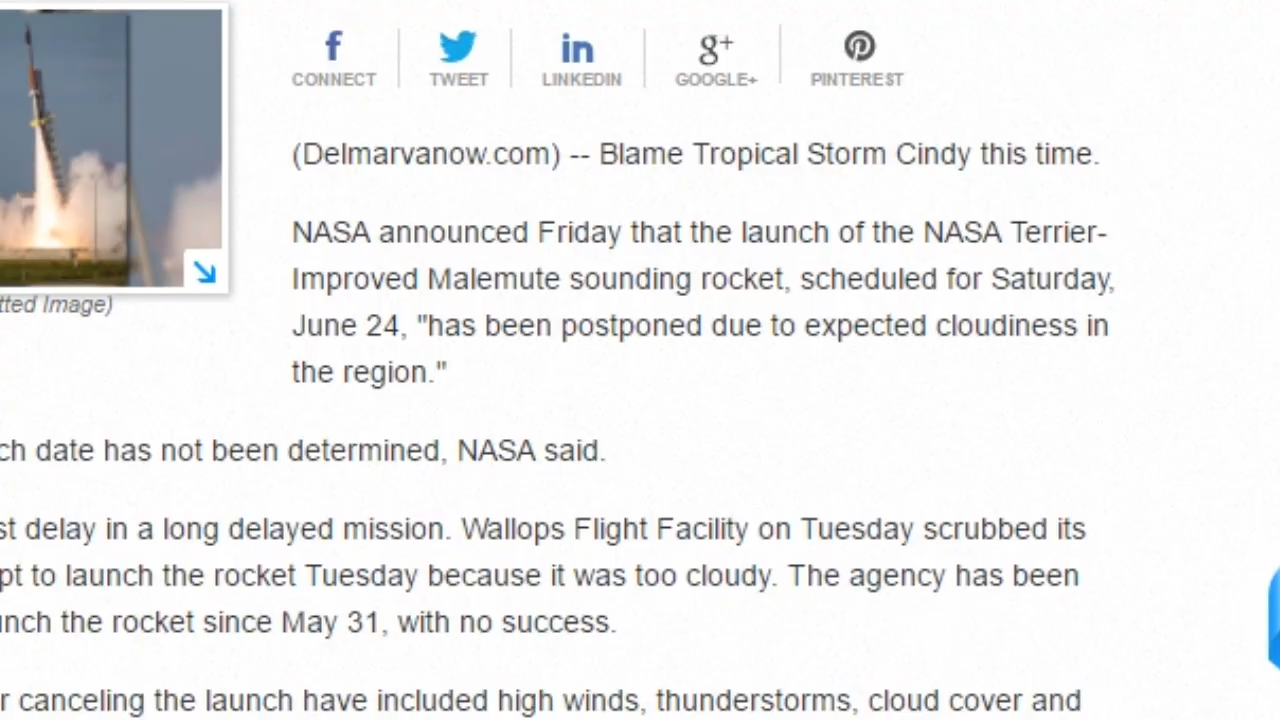 f
in
g+
CONNECT
TWEET
LINKEDIN
GOOGLE+
PINTEREST
(Delmarvanow.com) -- Blame Tropical Storm Cindy this time.
NASA announced Friday that the launch of the NASA Terrier-
Improved Malemute sounding rocket, scheduled for Saturday,
June 24, "has been postponed due to expected cloudiness in
the region."
tted Image)
ch date has not been determined, NASA said.
st delay in a long delayed mission. Wallops Flight Facility on Tuesday scrubbed its
pt to launch the rocket Tuesday because it was too cloudy. The agency has been
unch the rocket since May 31, with no success.
r canceling the launch have included high winds, thunderstorms, cloud cover and